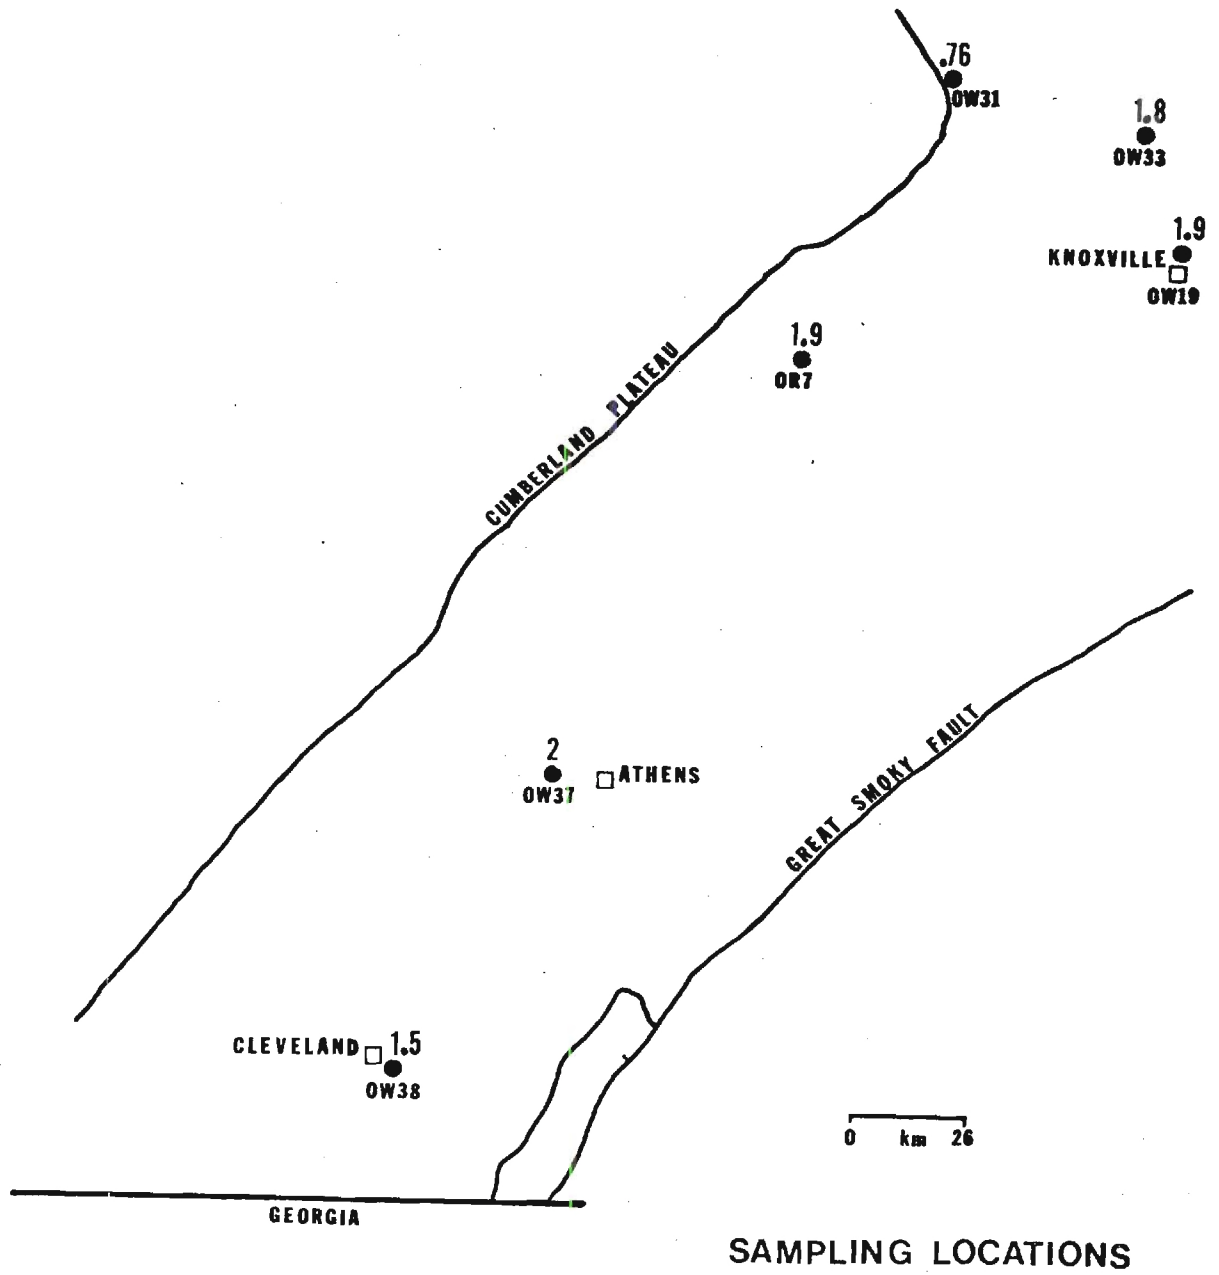 .76
OW31
1.8
OW33
1.9
KNOXVILLE
OW19
1.9
OR7
CUMBERLAND PLATEAU
GREAT SMOKY FAULT
2
OW37
ATHENS
CLEVELAND
1.5
OW38
0 km 26
GEORGIA
SAMPLING LOCATIONS